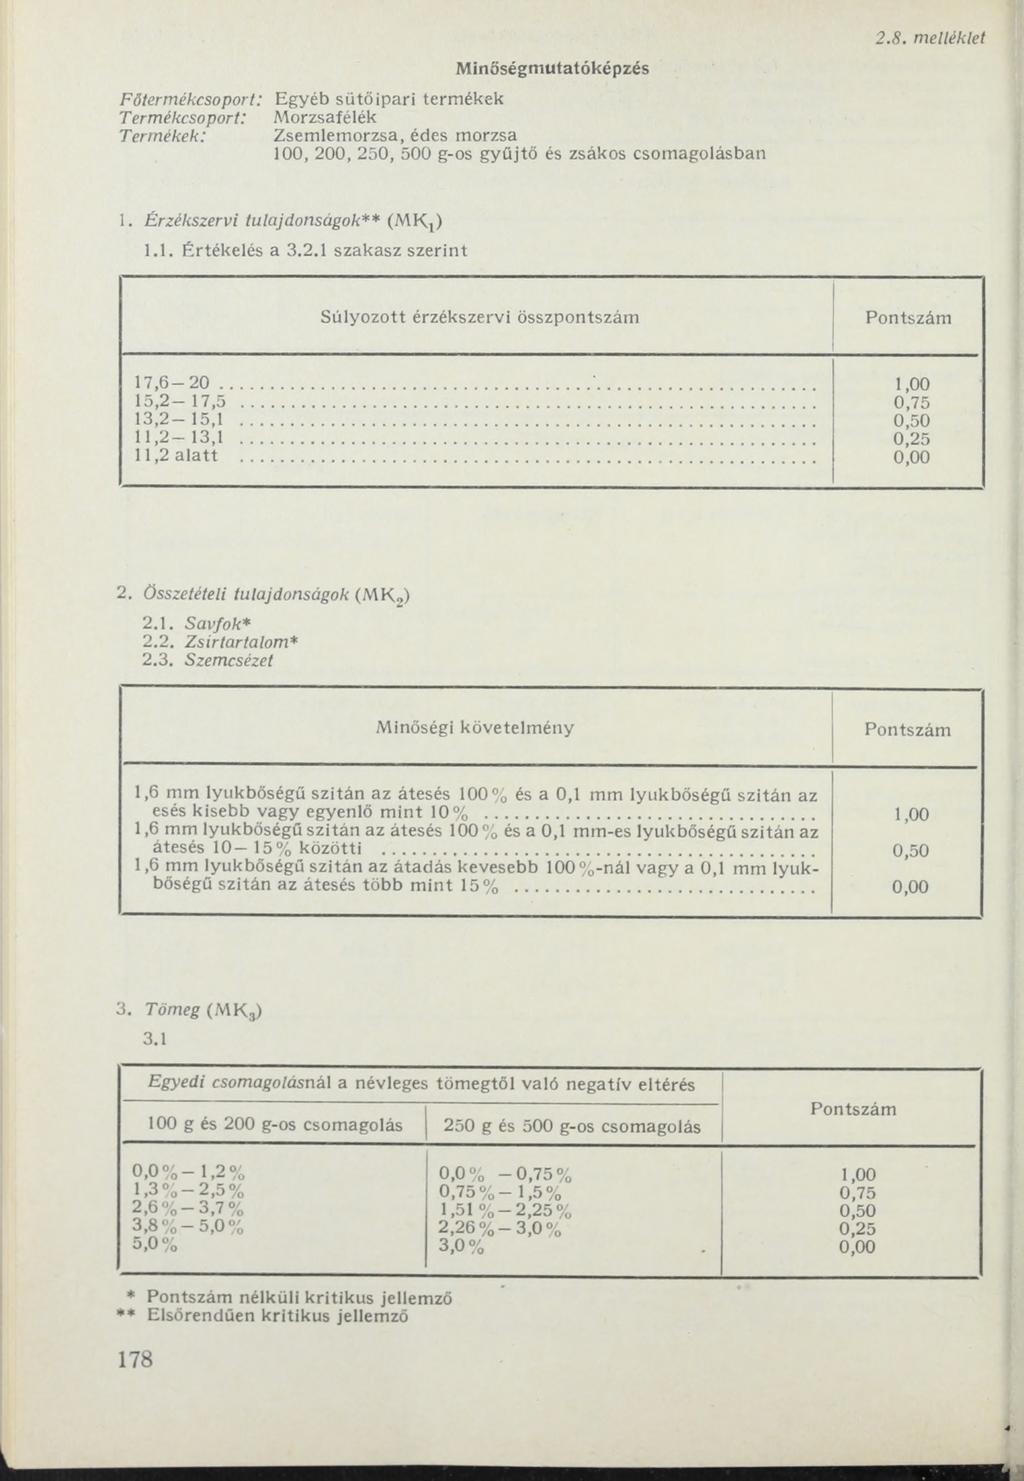 2.8. melléklet
Minőségmutatóképzés
Főtermékcsoport: Egyéb sütőipari termékek
Termékcsoport: Morzsafélék
Termékek: Zsemlemorzsa, édes morzsa
100, 200, 250, 500 g-os gyűjtő és zsákos csomagolásban
1. Érzékszervi tulajdonságok** (MK₁)
1.1. Értékelés a 3.2.1 szakasz szerint
Súlyozott érzékszervi összpontszám Pontszám
17,6–20 .......... 1,00
15,2–17,5 .......... 0,75
13,2–15,1 .......... 0,50
11,2–13,1 .......... 0,25
11,2 alatt .......... 0,00
2. Összetételi tulajdonságok (MK₂)
2.1. Savfok*
2.2. Zsírtartalom*
2.3. Szemcsézet
Minőségi követelmény Pontszám
1,6 mm lyukbőségű szitán az átesés 100% és a 0,1 mm lyukbőségű szitán az
esés kisebb vagy egyenlő mint 10% .......... 1,00
1,6 mm lyukbőségű szitán az átesés 100% és a 0,1 mm-es lyukbőségű szitán az
átesés 10–15% közötti .......... 0,50
1,6 mm lyukbőségű szitán az átadás kevesebb 100%-nál vagy a 0,1 mm lyuk-
bőségű szitán az átesés több mint 15% .......... 0,00
3. Tömeg (MK₃)
3.1
Egyedi csomagolásnál a névleges tömegtől való negatív eltérés
Pontszám
100 g és 200 g-os csomagolás 250 g és 500 g-os csomagolás
0,0%–1,2% 0,0% –0,75% 1,00
1,3%–2,5% 0,75%–1,5% 0,75
2,6%–3,7% 1,51%–2,25% 0,50
3,8%–5,0% 2,26%–3,0% 0,25
5,0% 3,0% 0,00
* Pontszám nélküli kritikus jellemző
** Elsőrendűen kritikus jellemző
178